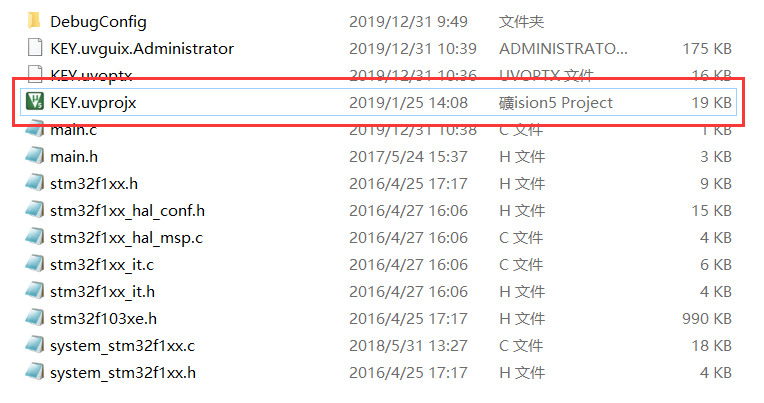 DebugConfig 2019/12/31 9:49 文件夹
KEY.uvguix.Administrator 2019/12/31 10:39 ADMINISTRATO... 175 KB
KEY.uvoptx 2019/12/31 10:36 UVOPTX 文件 16 KB
KEY.uvprojx 2019/1/25 14:08 礦ision5 Project 19 KB
main.c 2019/12/31 10:38 C 文件 1 KB
main.h 2017/5/24 15:37 H 文件 3 KB
stm32f1xx.h 2016/4/25 17:17 H 文件 9 KB
stm32f1xx_hal_conf.h 2016/4/27 16:06 H 文件 15 KB
stm32f1xx_hal_msp.c 2016/4/27 16:06 C 文件 4 KB
stm32f1xx_it.c 2016/4/27 16:06 C 文件 6 KB
stm32f1xx_it.h 2016/4/27 16:06 H 文件 4 KB
stm32f103xe.h 2016/4/25 17:17 H 文件 990 KB
system_stm32f1xx.c 2018/5/31 13:27 C 文件 18 KB
system_stm32f1xx.h 2016/4/25 17:17 H 文件 4 KB